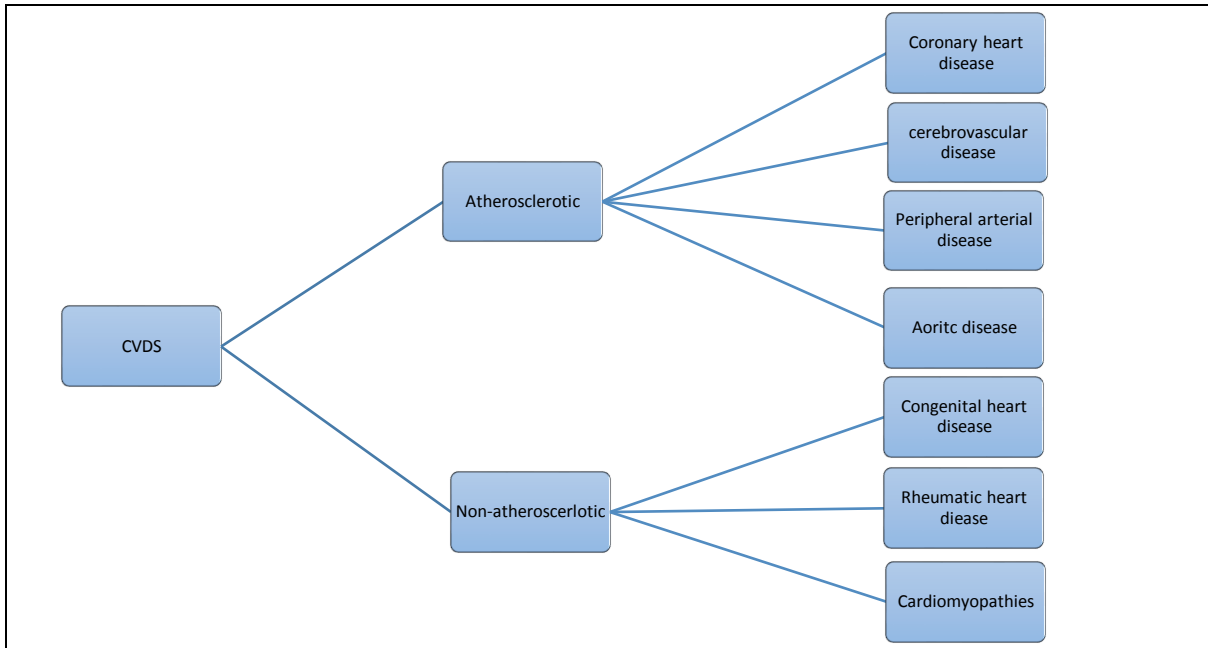 Coronary heart
disease
cerebrovascular
disease
Atherosclerotic
Peripheral arterial
disease
Aoritc disease
CVDS
Congenital heart
disease
Non-atheroscerlotic
Rheumatic heart
diease
Cardiomyopathies